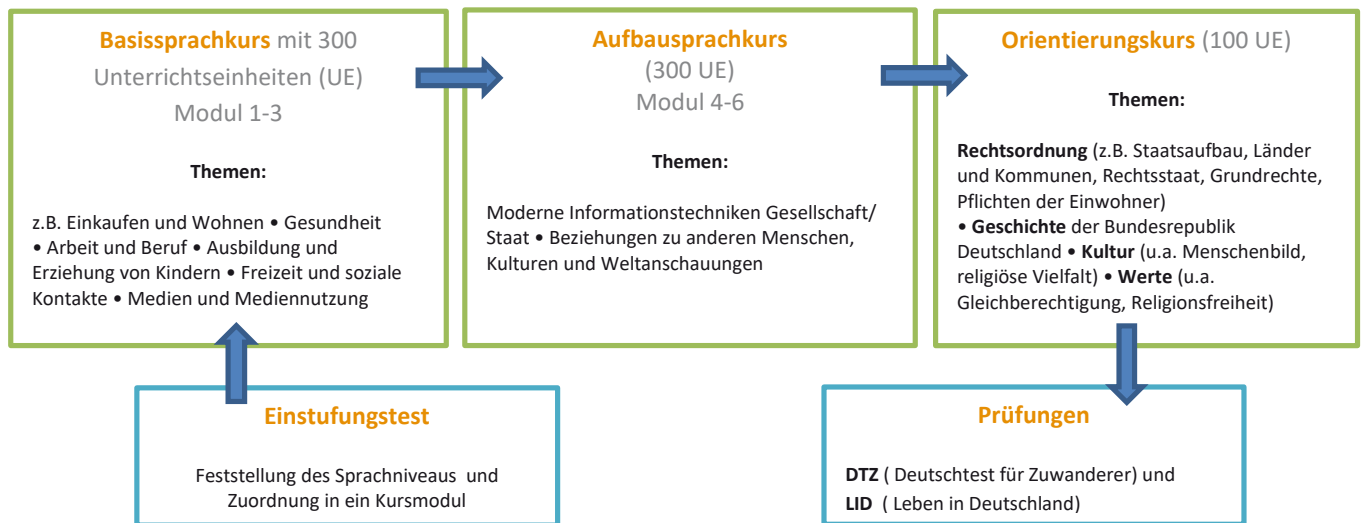 Basissprachkurs mit 300
Unterrichtseinheiten (UE)
Modul 1-3
Themen:
z.B. Einkaufen und Wohnen • Gesundheit
• Arbeit und Beruf • Ausbildung und
Erziehung von Kindern • Freizeit und soziale
Kontakte • Medien und Mediennutzung
Aufbausprachkurs
(300 UE)
Modul 4-6
Themen:
Moderne Informationstechniken Gesellschaft/
Staat • Beziehungen zu anderen Menschen,
Kulturen und Weltanschauungen
Orientierungskurs (100 UE)
Themen:
Rechtsordnung (z.B. Staatsaufbau, Länder
und Kommunen, Rechtsstaat, Grundrechte,
Pflichten der Einwohner)
• Geschichte der Bundesrepublik
Deutschland • Kultur (u.a. Menschenbild,
religiöse Vielfalt) • Werte (u.a.
Gleichberechtigung, Religionsfreiheit)
Einstufungstest
Feststellung des Sprachniveaus und
Zuordnung in ein Kursmodul
Prüfungen
DTZ ( Deutschtest für Zuwanderer) und
LID ( Leben in Deutschland)